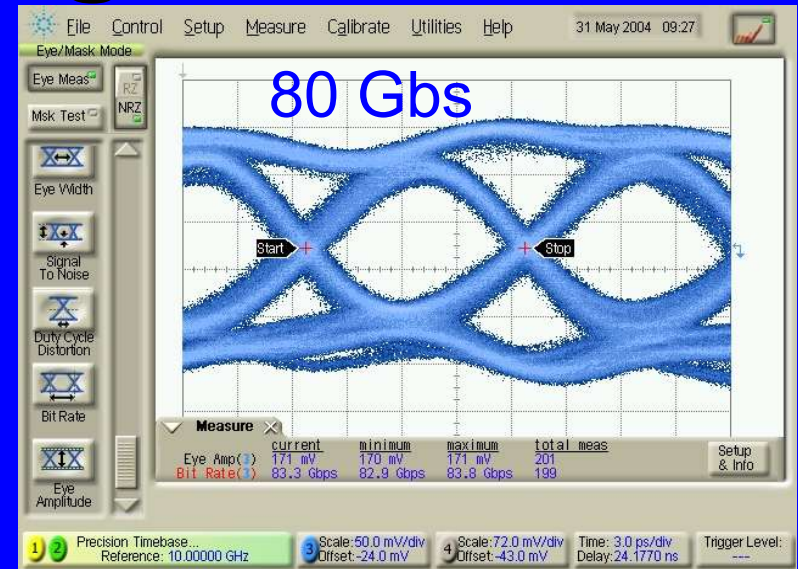 File Control Setup Measure Calibrate Utilities Help 31 May 2004 09:27
Eye/Mask Mode
Eye Meas
RZ
Msk Test
NRZ
80 Gbs
Eye Width
Signal
To Noise
Duty Cycle
Distortion
Bit Rate
Eye
Amplitude
Start
Stop
Measure
current minimum maximum total meas
Eye Amp(3) 171 mV 170 mV 171 mV 201
Bit Rate(3) 83.3 Gbps 82.9 Gbps 83.8 Gbps 199
Setup
& Info
1 2 Precision Timebase...
Reference: 10.00000 GHz
3 Scale:50.0 mV/div
Offset:-24.0 mV
4 Scale:72.0 mV/div
Offset:-43.0 mV
Time: 3.0 ps/div
Delay:24.1770 ns
Trigger Level:
---